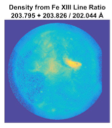 Density from Fe XIII Line Ratio
203.795 + 203.826 / 202.044 Å